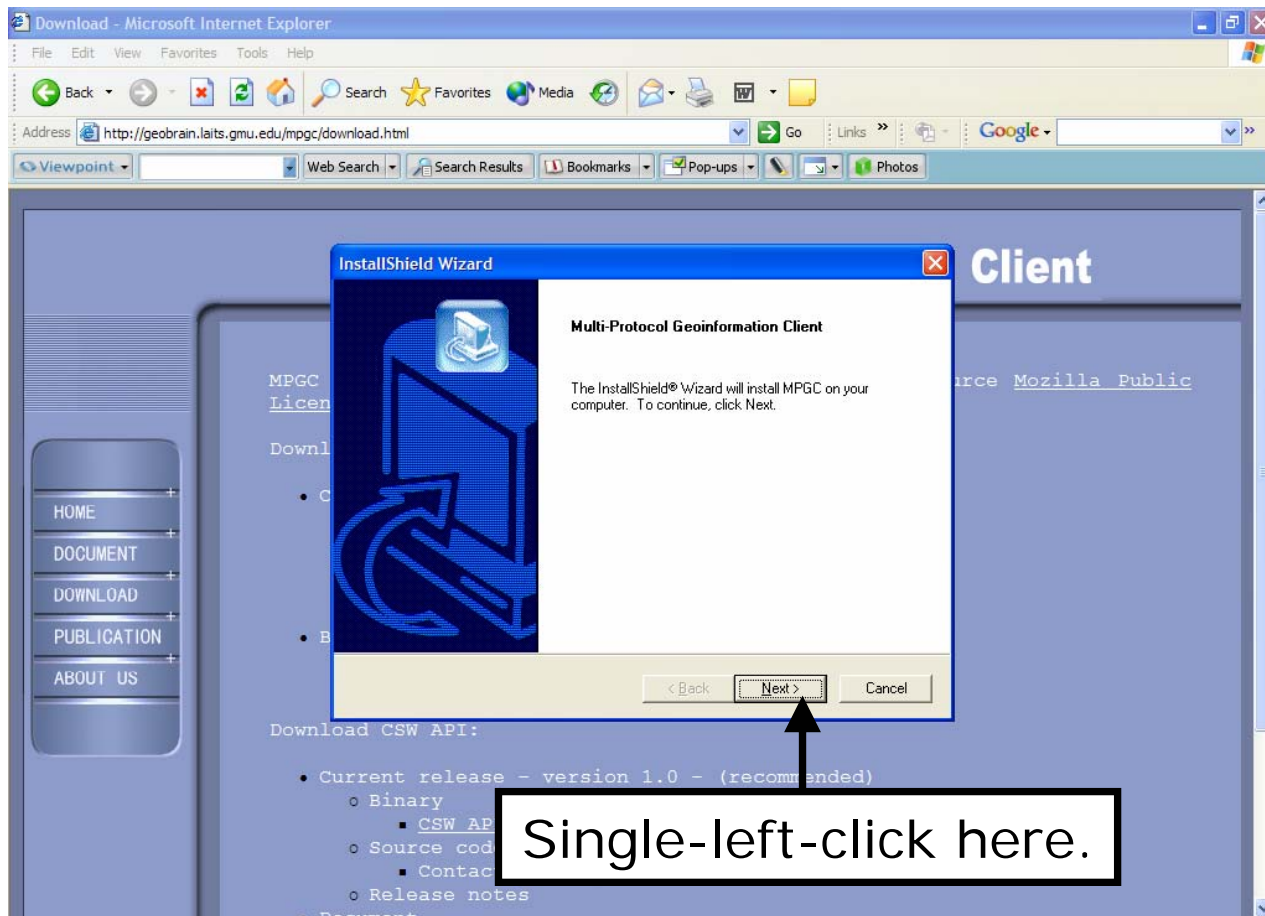 Download - Microsoft Internet Explorer
File Edit View Favorites Tools Help
Back Search Favorites Media
Address http://geobrain.laits.gmu.edu/mpgc/download.html Go Links » Google »
Viewpoint Web Search Search Results Bookmarks Pop-ups Photos
Client
InstallShield Wizard
Multi-Protocol Geoinformation Client
The InstallShield® Wizard will install MPGC on your
computer. To continue, click Next.
< Back Next > Cancel
MPGC Mozilla Public
HOME
DOCUMENT
DOWNLOAD
PUBLICATION
ABOUT US
Download CSW API:
Current release - version 1.0 - (recommended)
Binary
CSW
Source
Release notes
Single-left-click here.